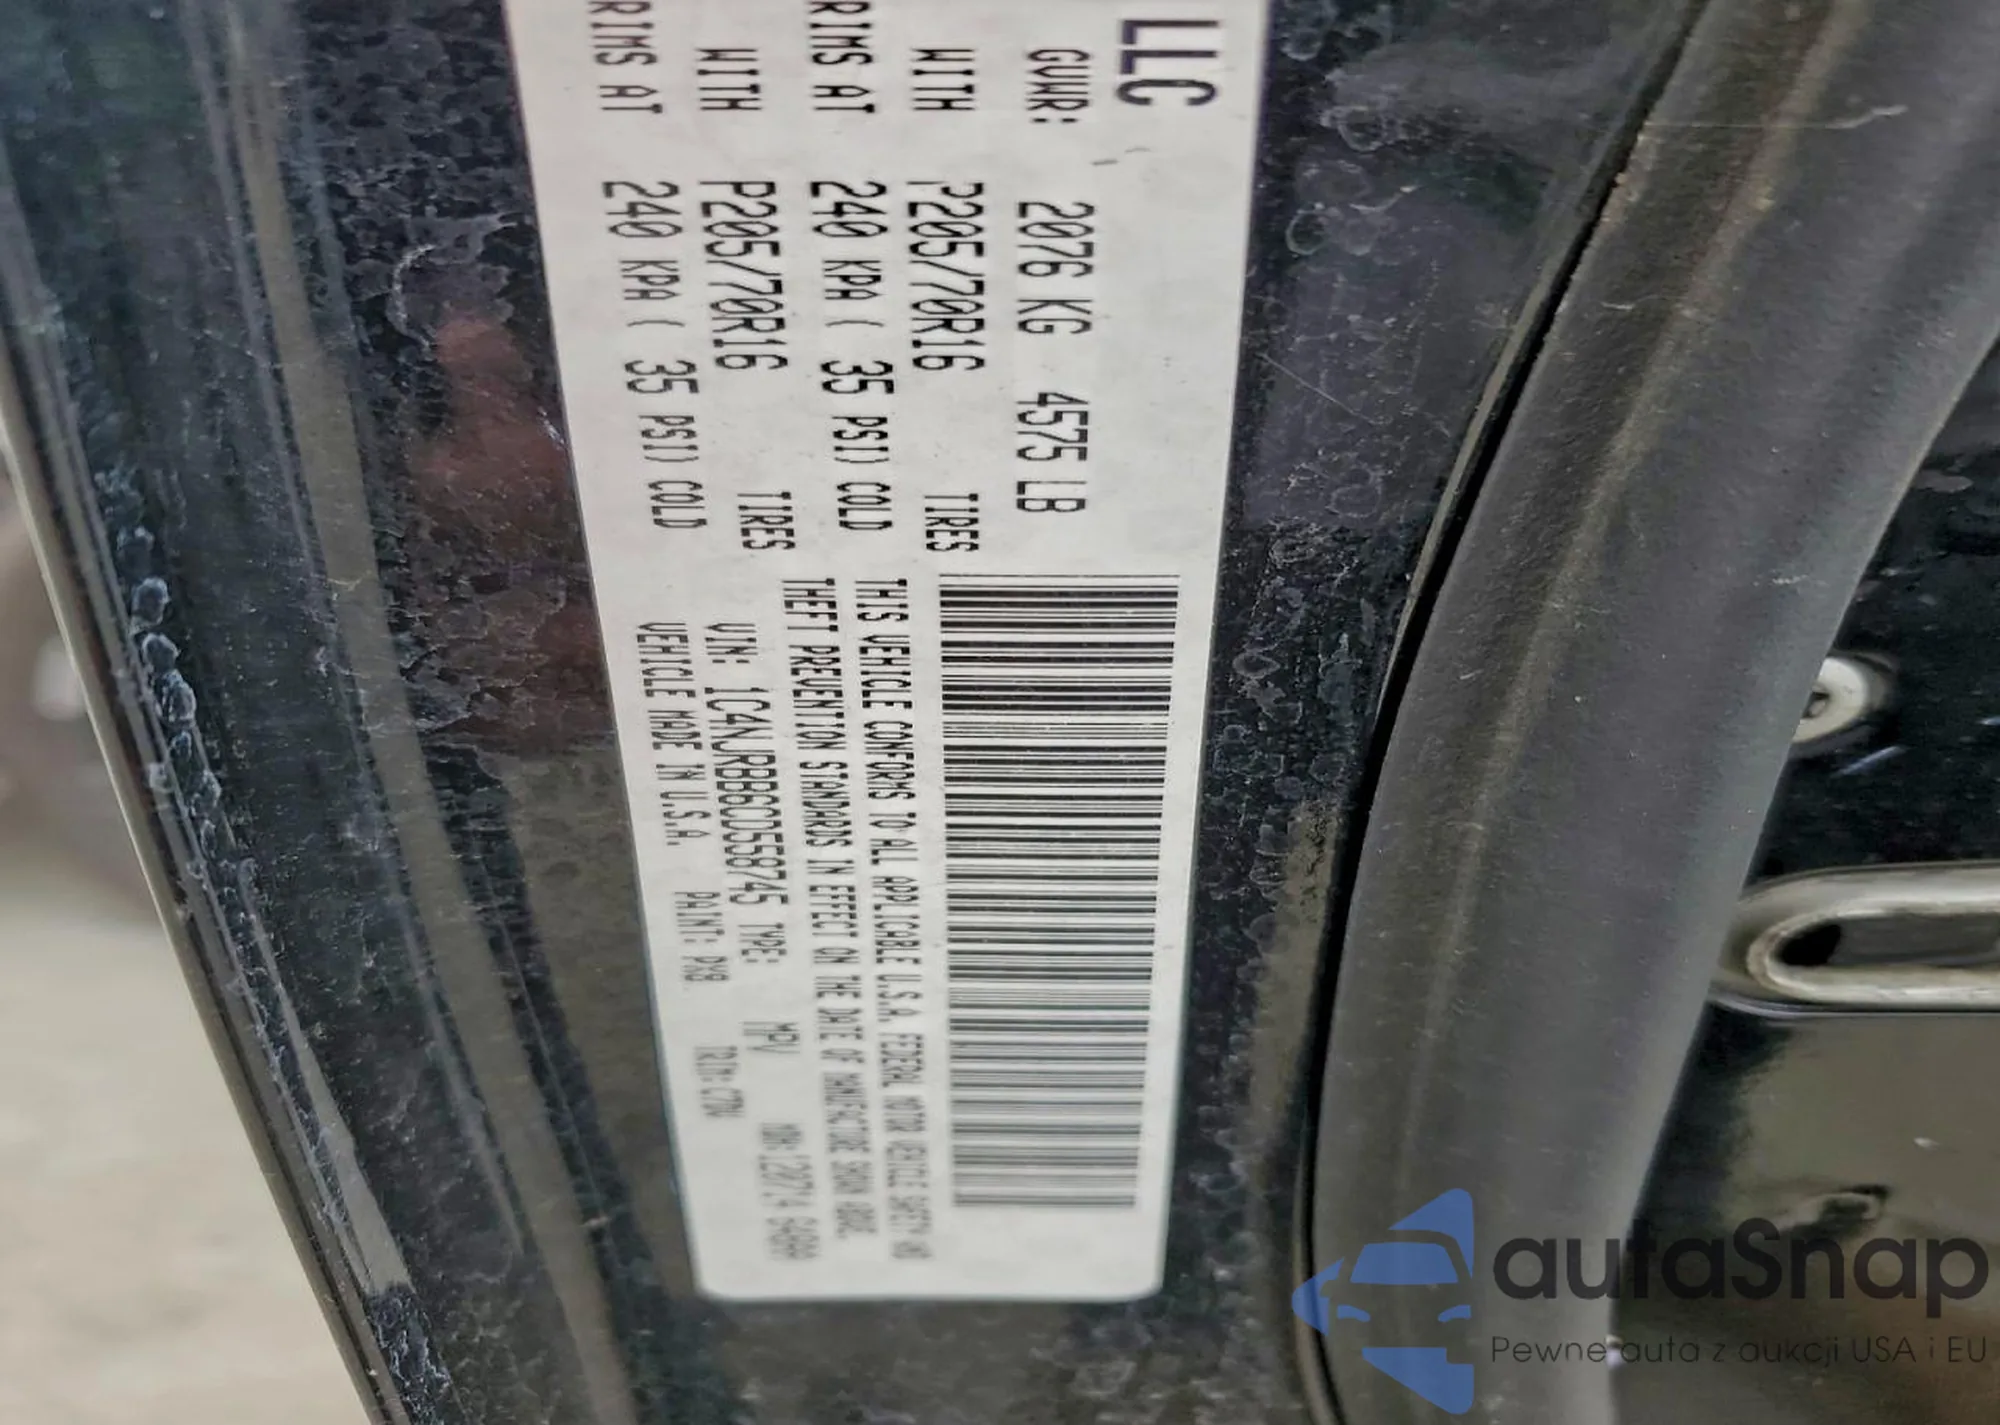 LLC
GVWR: 2076 KG 4575 LB
WITH P205/70R16 TIRES
RIMS AT 240 KPA ( 35 PSI) COLD
WITH P205/70R16 TIRES
RIMS AT 240 KPA ( 35 PSI) COLD
THIS VEHICLE CONFORMS TO ALL APPLICABLE U.S.A. FEDERAL MOTOR VEHICLE SAFETY AND
THEFT PREVENTION STANDARDS IN EFFECT ON THE DATE OF MANUFACTURE SHOWN ABOVE.
VIN: 1C4NJRBB6CD558745 TYPE: MPV
VEHICLE MADE IN U.S.A. PAINT: PX8
autaSnap
Pewne auta z aukcji USA i EU